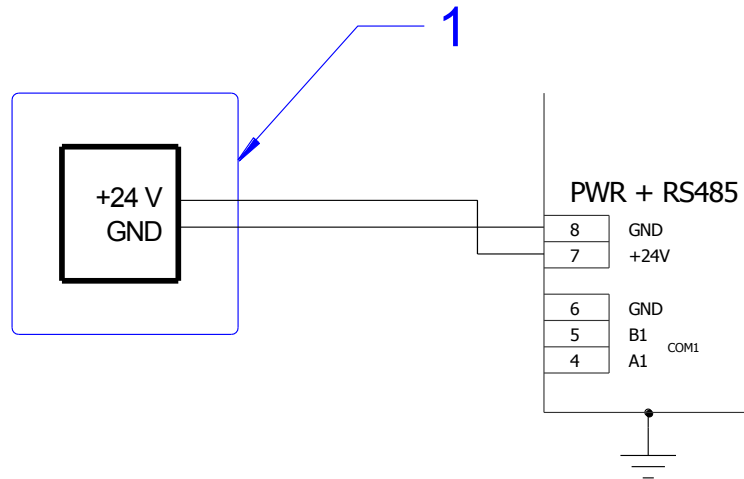 1
+24 V
GND
PWR + RS485
8 GND
7 +24V
6 GND
5 B1
COM1
4 A1